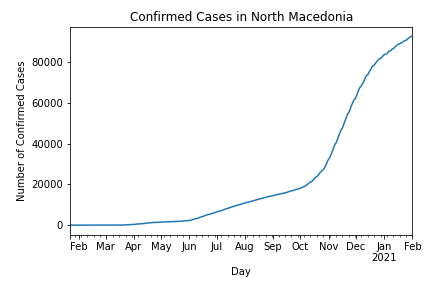 Confirmed Cases in North Macedonia
Number of Confirmed Cases
80000
60000
40000
20000
0
Feb Mar Apr May Jun Jul Aug Sep Oct Nov Dec Jan Feb
2021
Day